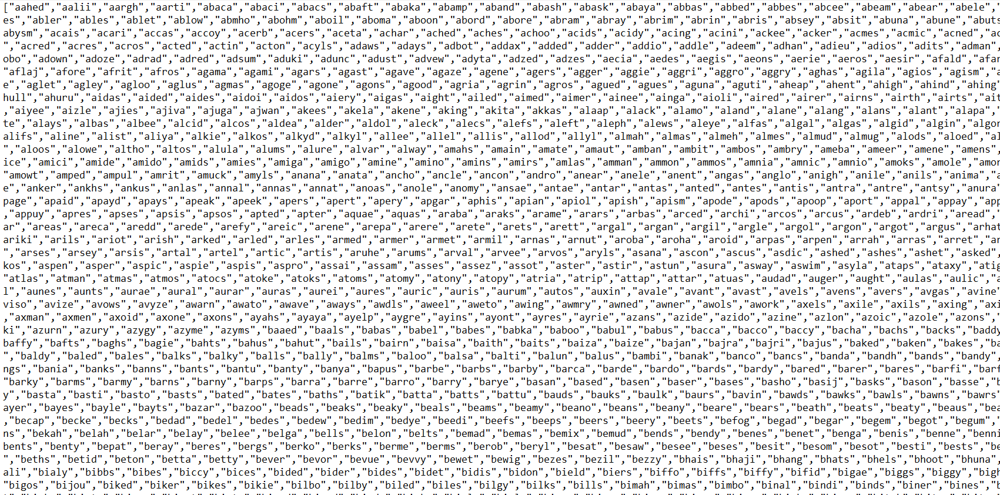 ["aahed","aalii","aargh","aarti","abaca","abaci","abacs","abaft","abaka","abamp","aband","abash","abask","abaya","abbas","abbed","abbes","abcee","abeam","abear","abele",
es","abler","ables","ablet","ablow","abmho","abohm","aboil","aboma","aboon","abord","abore","abram","abray","abrim","abrin","abris","absey","absit","abuna","abune","abuts
abysm","acais","acari","accas","accoy","acerb","acers","aceta","achar","ached","aches","achoo","acids","acidy","acing","acini","ackee","acker","acmes","acmic","acned","ac
","acred","acres","acros","acted","actin","acton","acyls","adaws","adays","adbot","addax","added","adder","addio","addle","adeem","adhan","adieu","adios","adits","adman",
obo","adown","adoze","adrad","adred","adsum","aduki","adunc","adust","advew","adyta","adzed","adzes","aecia","aedes","aegis","aeons","aerie","aeros","aesir","afald","afar
"aflaj","afore","afrit","afros","agama","agami","agars","agast","agave","agaze","agene","agers","agger","aggie","aggri","aggro","aggry","aghas","agila","agios","agism","a
e","aglet","agley","agloo","aglus","agmas","agoge","agone","agons","agood","agria","agrin","agros","agued","agues","aguna","aguti","aheap","ahent","ahigh","ahind","ahing
hull","ahuru","aidas","aided","aides","aidoi","aidos","aiery","aigas","aight","ailed","aimed","aimer","ainee","ainga","aioli","aired","airer","airns","airth","airts","ait
,"aiyee","aizle","ajies","ajiva","ajuga","ajwan","akees","akela","akene","aking","akita","akkas","alaap","alack","alamo","aland","alane","alang","alans","alant","alapa","
te","alays","albas","albee","alcid","alcos","aldea","alder","aldol","aleck","alecs","alefs","aleft","aleph","alews","aleye","alfas","algal","algas","algid","algin","algor
alifs","aline","alist","aliya","alkie","alkos","alkyd","alkyl","allee","allel","allis","allod","allyl","almah","almas","almeh","almes","almud","almug","alods","aloed","al
","aloos","alowe","altho","altos","alula","alums","alure","alvar","alway","amahs","amain","amate","amaut","amban","ambit","ambos","ambry","ameba","ameer","amene","amens",
ice","amici","amide","amido","amids","amies","amiga","amigo","amine","amino","amins","amirs","amlas","amman","ammon","ammos","amnia","amnic","amnio","amoks","amole","amor
"amowt","amped","ampul","amrit","amuck","amyls","anana","anata","ancho","ancle","ancon","andro","anear","anele","anent","angas","anglo","anigh","anile","anils","anima","a
e","anker","ankhs","ankus","anlas","annal","annas","annat","anoas","anole","anomy","ansae","antae","antar","antas","anted","antes","antis","antra","antre","antsy","anura"
page","apaid","apayd","apays","apeak","apeek","apers","apert","apery","apgar","aphis","apian","apiol","apish","apism","apode","apods","apoop","aport","appal","appay","app
,"appuy","apres","apses","apsis","apsos","apted","apter","aquae","aquas","araba","araks","arame","arars","arbas","arced","archi","arcos","arcus","ardeb","ardri","aread","
ar","areas","areca","aredd","arede","arefy","areic","arene","arepa","arere","arete","arets","arett","argal","argan","argil","argle","argol","argon","argot","argus","arhat
ariki","arils","ariot","arish","arked","arled","arles","armed","armer","armet","armil","arnas","arnut","aroba","aroha","aroid","arpas","arpen","arrah","arras","arret","ar
","arses","arsey","arsis","artal","artel","artic","artis","aruhe","arums","arval","arvee","arvos","aryls","asana","ascon","ascus","asdic","ashed","ashes","ashet","asked",
kos","aspen","asper","aspic","aspie","aspis","aspro","assai","assam","asses","assez","assot","aster","astir","astun","asura","asway","aswim","asyla","ataps","ataxy","atig
"atlas","atman","atmas","atmos","atocs","atoke","atoks","atoms","atomy","atony","atopy","atria","atrip","attap","attar","atuas","audad","auger","aught","aulas","aulic","a
l","aunes","aunts","aurae","aural","aurar","auras","aurei","aures","auric","auris","aurum","autos","auxin","avale","avant","avast","avels","avens","avers","avgas","avine"
viso","avize","avows","avyze","awarn","awato","awave","aways","awdls","aweel","aweto","awing","awmry","awned","awner","awols","awork","axels","axile","axils","axing","axi
,"axman","axmen","axoid","axone","axons","ayahs","ayaya","ayelp","aygre","ayins","ayont","ayres","ayrie","azans","azide","azido","azine","azlon","azoic","azole","azons","
ki","azurn","azury","azygy","azyme","azyms","baaed","baals","babas","babel","babes","babka","baboo","babul","babus","bacca","bacco","baccy","bacha","bachs","backs","baddy
baffy","bafts","baghs","bagie","bahts","bahus","bahut","bails","bairn","baisa","baith","baits","baiza","baize","bajan","bajra","bajri","bajus","baked","baken","bakes","ba
","baldy","baled","bales","balks","balky","balls","bally","balms","baloo","balsa","balti","balun","balus","bambi","banak","banco","bancs","banda","bandh","bands","bandy",
ngs","bania","banks","banns","bants","bantu","banty","banya","bapus","barbe","barbs","barby","barca","barde","bardo","bards","bardy","bared","barer","bares","barfi","barf
"barky","barms","barmy","barns","barny","barps","barra","barre","barro","barry","barye","basan","based","basen","baser","bases","basho","basij","basks","bason","basse","b
y","basta","basti","basto","basts","bated","bates","baths","batik","batta","batts","battu","bauds","bauks","baulk","baurs","bavin","bawds","bawks","bawls","bawns","bawrs"
ayer","bayes","bayle","bayts","bazar","bazoo","beads","beaks","beaky","beals","beams","beamy","beano","beans","beany","beare","bears","beath","beats","beaty","beaus","bea
,"becap","becke","becks","bedad","bedel","bedes","bedew","bedim","bedye","beedi","beefs","beeps","beers","beery","beets","befog","begad","begar","begem","begot","begum","
ns","bekah","belah","belar","belay","belee","belga","bells","belon","belts","bemad","bemas","bemix","bemud","bends","bendy","benes","benet","benga","benis","benne","benni
bents","benty","bepat","beray","beres","bergs","berko","berks","berme","berms","berob","beryl","besat","besaw","besee","beses","besit","besom","besot","besti","bests","be
","beths","betid","beton","betta","betty","bever","bevor","bevue","bevvy","bewet","bewig","bezes","bezil","bezzy","bhais","bhaji","bhang","bhats","bhels","bhoot","bhuna",
ali","bialy","bibbs","bibes","biccy","bices","bided","bider","bides","bidet","bidis","bidon","bield","biers","biffo","biffs","biffy","bifid","bigae","biggs","biggy","bigh
"bigos","bijou","biked","biker","bikes","bikie","bilbo","bilby","biled","biles","bilgy","bilks","bills","bimah","bimas","bimbo","binal","bindi","binds","biner","bines","b